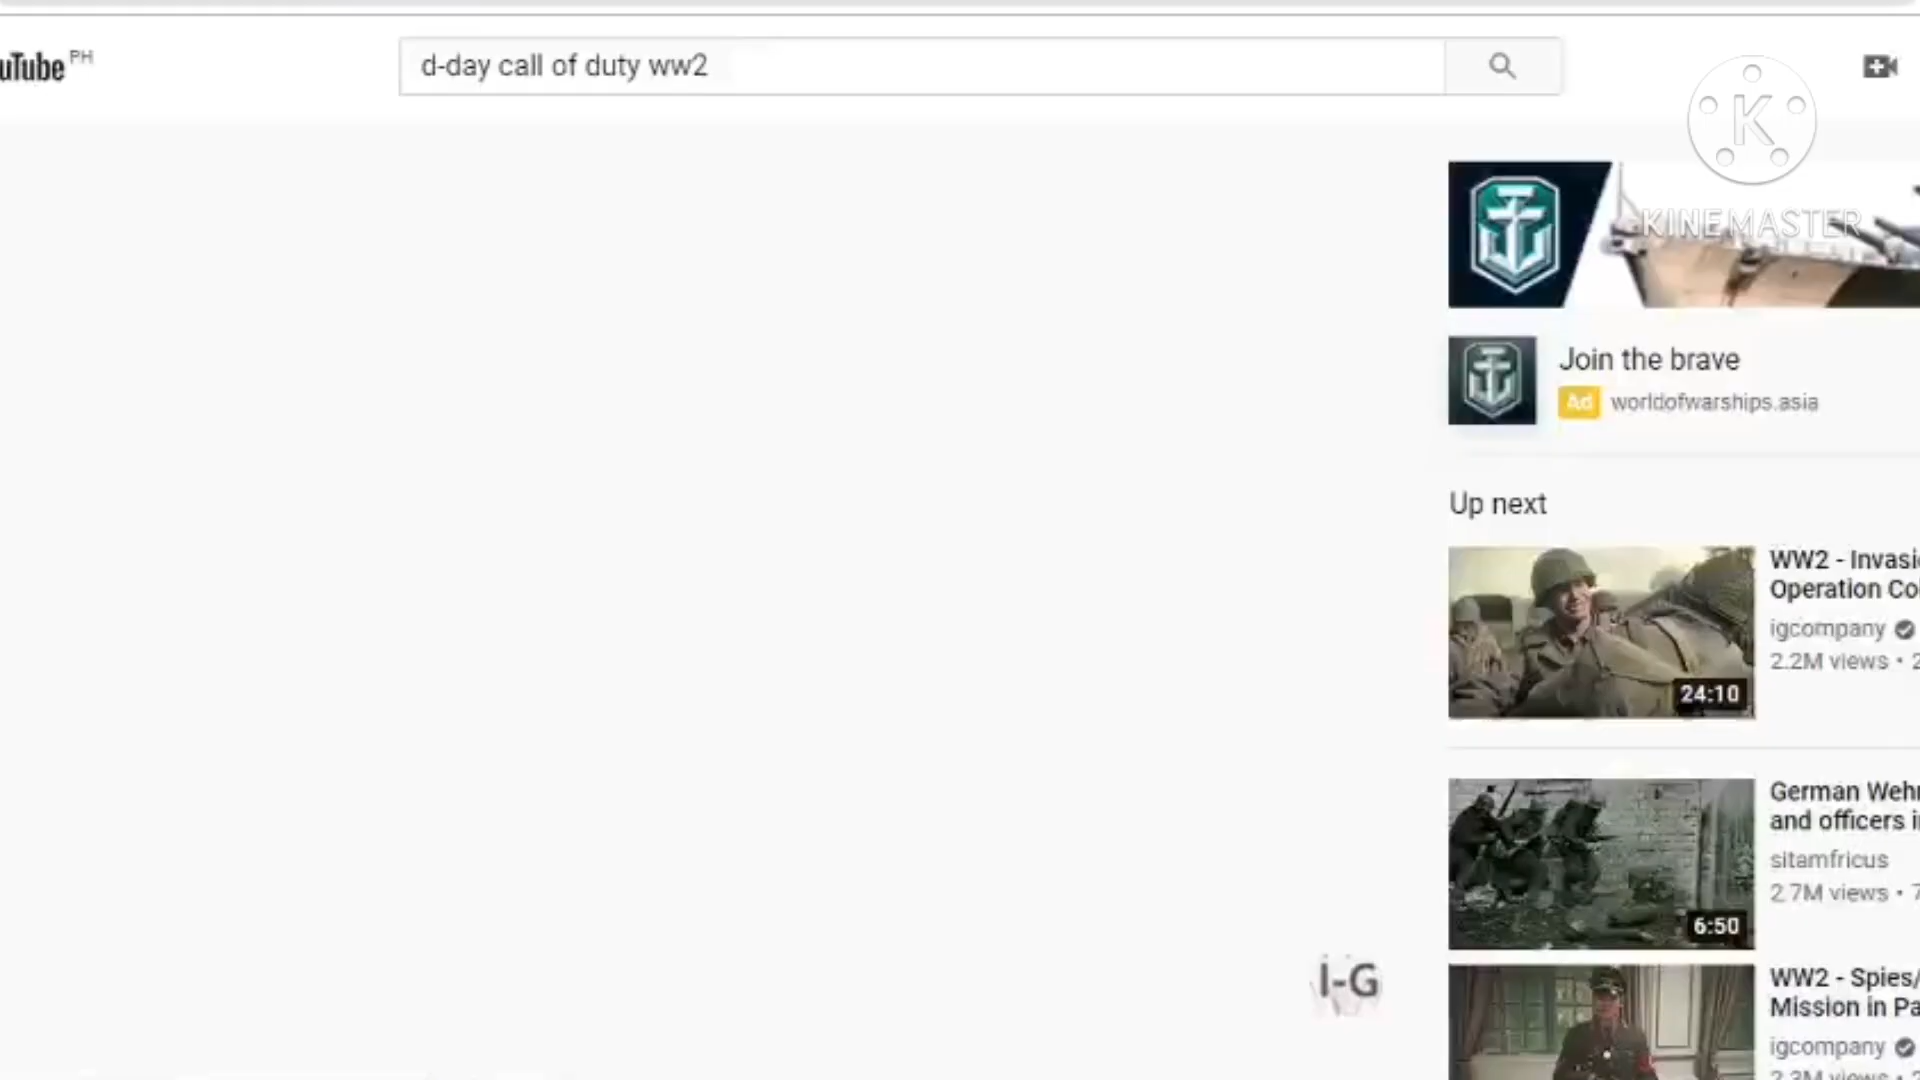 uTube PH
d-day call of duty ww2
K
KINEMASTER
Join the brave
Ad worldofwarships.asia
Up next
WW2 - Invasi
Operation Co
igcompany
2.2M views • 2
24:10
German Weh
and officers i
sitamfricus
2.7M views • 7
6:50
WW2 - Spies/
Mission in Pa
igcompany
I-G